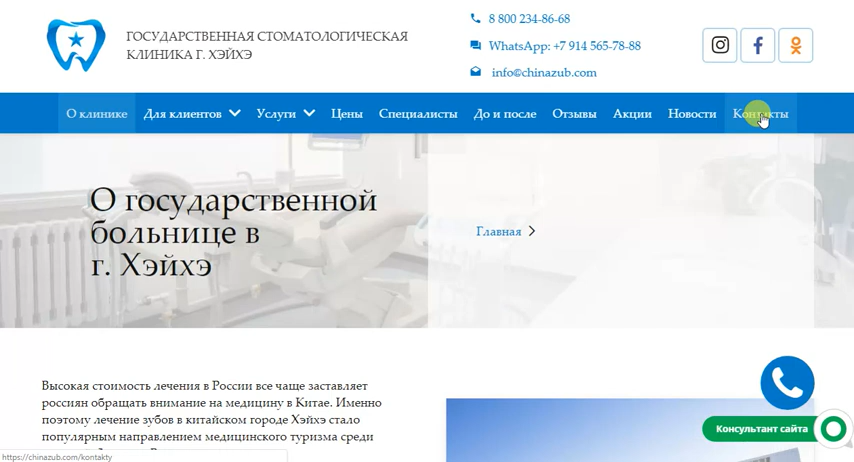 ГОСУДАРСТВЕННАЯ СТОМАТОЛОГИЧЕСКАЯ
КЛИНИКА Г. ХЭЙХЭ
8 800 234-86-68
WhatsApp: +7 914 565-78-88
info@chinazub.com
О клинике Для клиентов Услуги Цены Специалисты До и после Отзывы Акции Новости Контакты
О государственной
больнице в
г. Хэйхэ
Главная
Высокая стоимость лечения в России все чаще заставляет
россиян обращать внимание на медицину в Китае. Именно
поэтому лечение зубов в китайском городе Хэйхэ стало
популярным направлением медицинского туризма среди
Консультант сайта
https://chinazub.com/kontakty